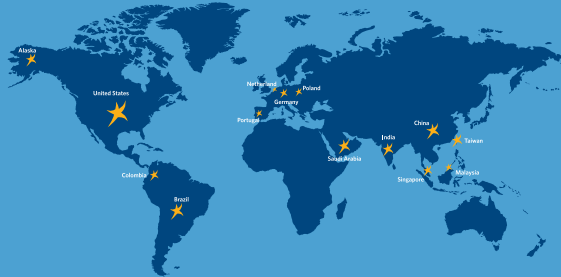 Alaska
United States
Netherland
Poland
Germany
Portugal
China
India
Taiwan
Saudi Arabia
Colombia
Malaysia
Singapore
Brazil